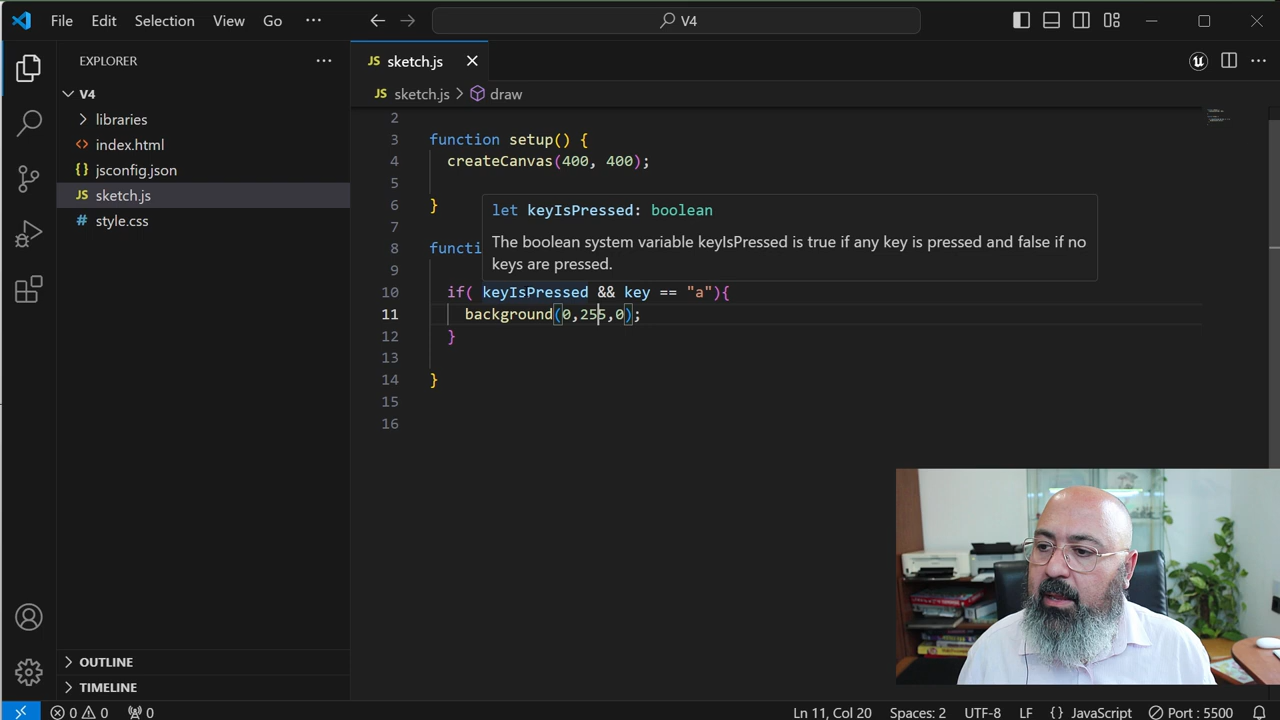 File Edit Selection View Go ··· V4
EXPLORER ···
V4
libraries
index.html
jsconfig.json
JS sketch.js
# style.css
OUTLINE
TIMELINE
JS sketch.js
JS sketch.js > draw
2
3 function setup() {
4 createCanvas(400, 400);
5
6 }
7
let keyIsPressed: boolean
The boolean system variable keyIsPressed is true if any key is pressed and false if no
keys are pressed.
8 functi
9
10 if( keyIsPressed && key == "a"){
11 background(0,255,0);
12 }
13
14 }
15
16
0 0 0 Ln 11, Col 20 Spaces: 2 UTF-8 LF {} JavaScript Port : 5500